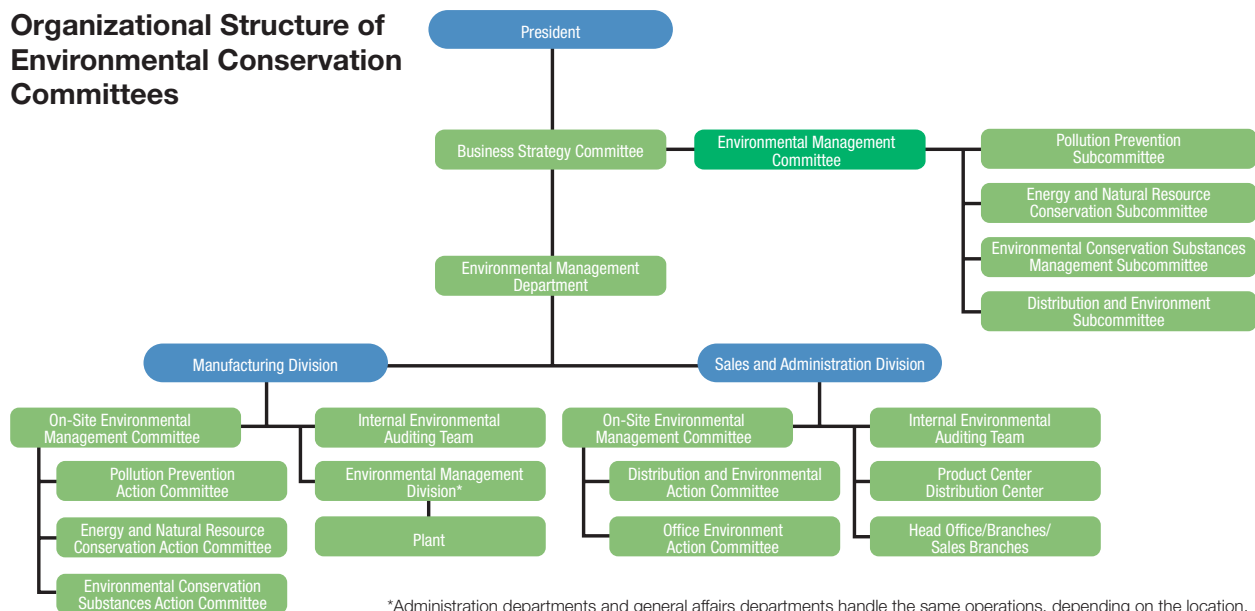 Organizational Structure of
Environmental Conservation
Committees
President
Business Strategy Committee
Environmental Management
Committee
Pollution Prevention
Subcommittee
Energy and Natural Resource
Conservation Subcommittee
Environmental Conservation Substances
Management Subcommittee
Distribution and Environment
Subcommittee
Environmental Management
Department
Manufacturing Division
Sales and Administration Division
On-Site Environmental
Management Committee
Pollution Prevention
Action Committee
Energy and Natural Resource
Conservation Action Committee
Environmental Conservation
Substances Action Committee
Internal Environmental
Auditing Team
Environmental Management
Division*
Plant
On-Site Environmental
Management Committee
Distribution and Environmental
Action Committee
Office Environment
Action Committee
Internal Environmental
Auditing Team
Product Center
Distribution Center
Head Office/Branches/
Sales Branches
*Administration departments and general affairs departments handle the same operations, depending on the location.